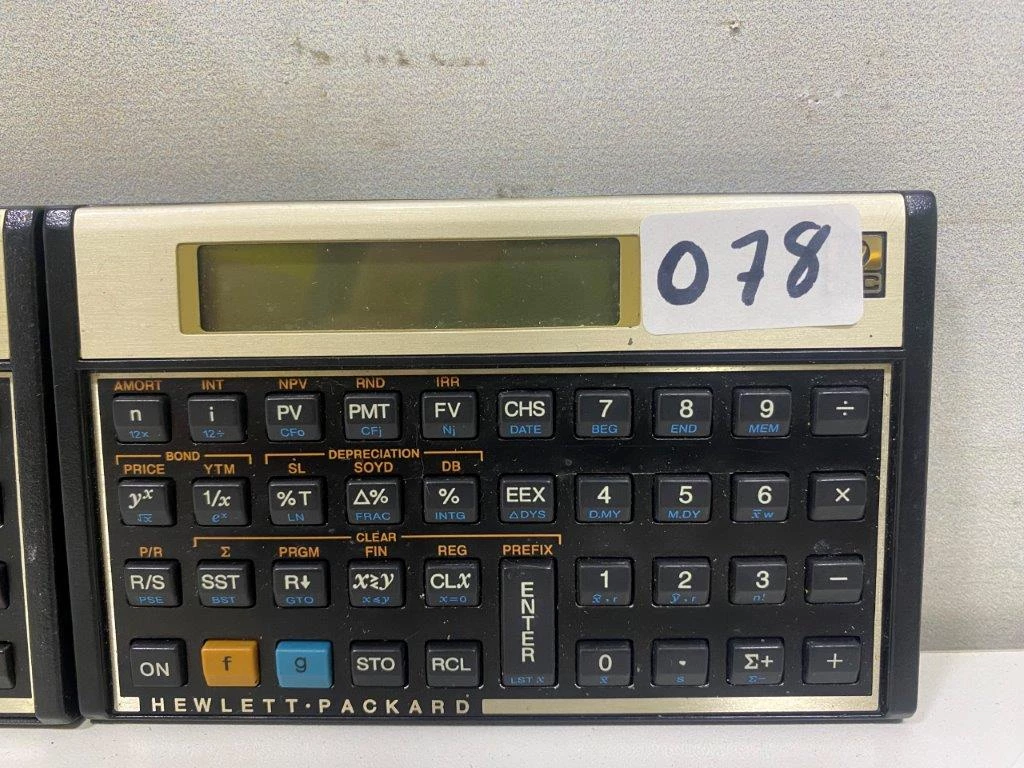 078
C
AMORT INT NPV RND IRR
n i PV PMT FV CHS 7 8 9 ÷
12× 12÷ CFo CFj Nj DATE BEG END MEM
BOND DEPRECIATION
PRICE YTM SL SOYD DB
yˣ 1/x %T Δ% % EEX 4 5 6 ×
√x eˣ LN FRAC INTG ΔDYS D.MY M.DY x̄w
CLEAR
P/R Σ PRGM FIN REG PREFIX
R/S SST R↓ x≷y CLx ENTER 1 2 3 −
PSE BST GTO x≤y x=0 x̂,r ŷ,r n!
ON f g STO RCL 0 · Σ+ +
LST x x̄ s Σ−
HEWLETT·PACKARD